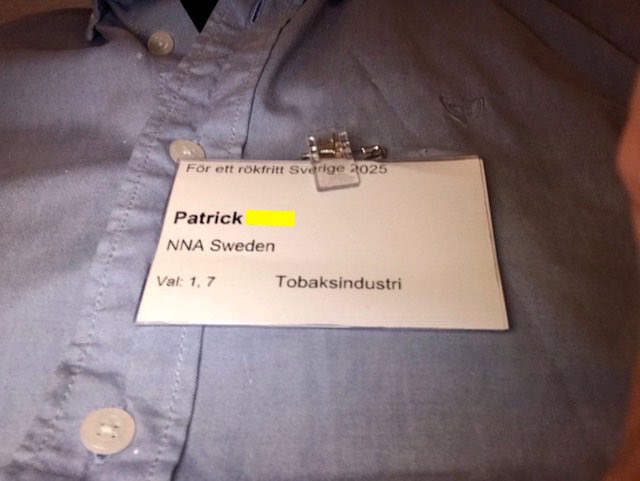 För ett rökfritt Sverige 2025
Patrick
NNA Sweden
Val: 1, 7 Tobaksindustri